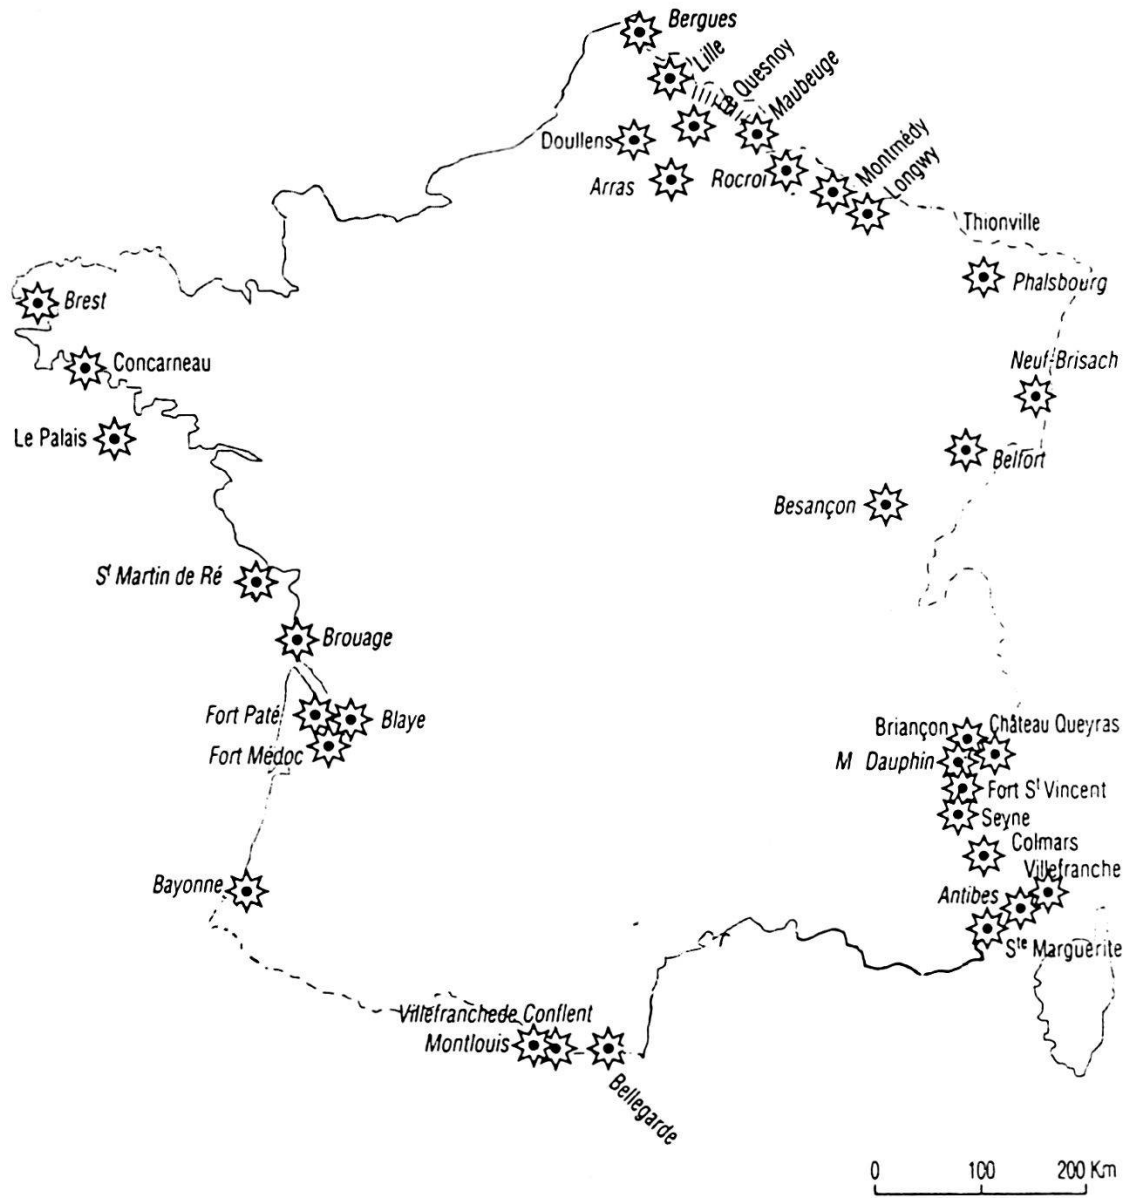 Bergues
Lille
Quesnoy
Maubeuge
Doullens
Montmédy
Arras
Rocroi
Longwy
Thionville
Phalsbourg
Brest
Neuf-Brisach
Concarneau
Le Palais
Belfort
Besançon
St Martin de Ré
Brouage
Fort Paté
Blaye
Briançon
Château Queyras
Fort Médoc
M Dauphin
Fort St Vincent
Seyne
Colmars
Villefranche
Bayonne
Antibes
Ste Marguerite
Villefranchede Conflent
Montlouis
Bellegarde
0 100 200 Km